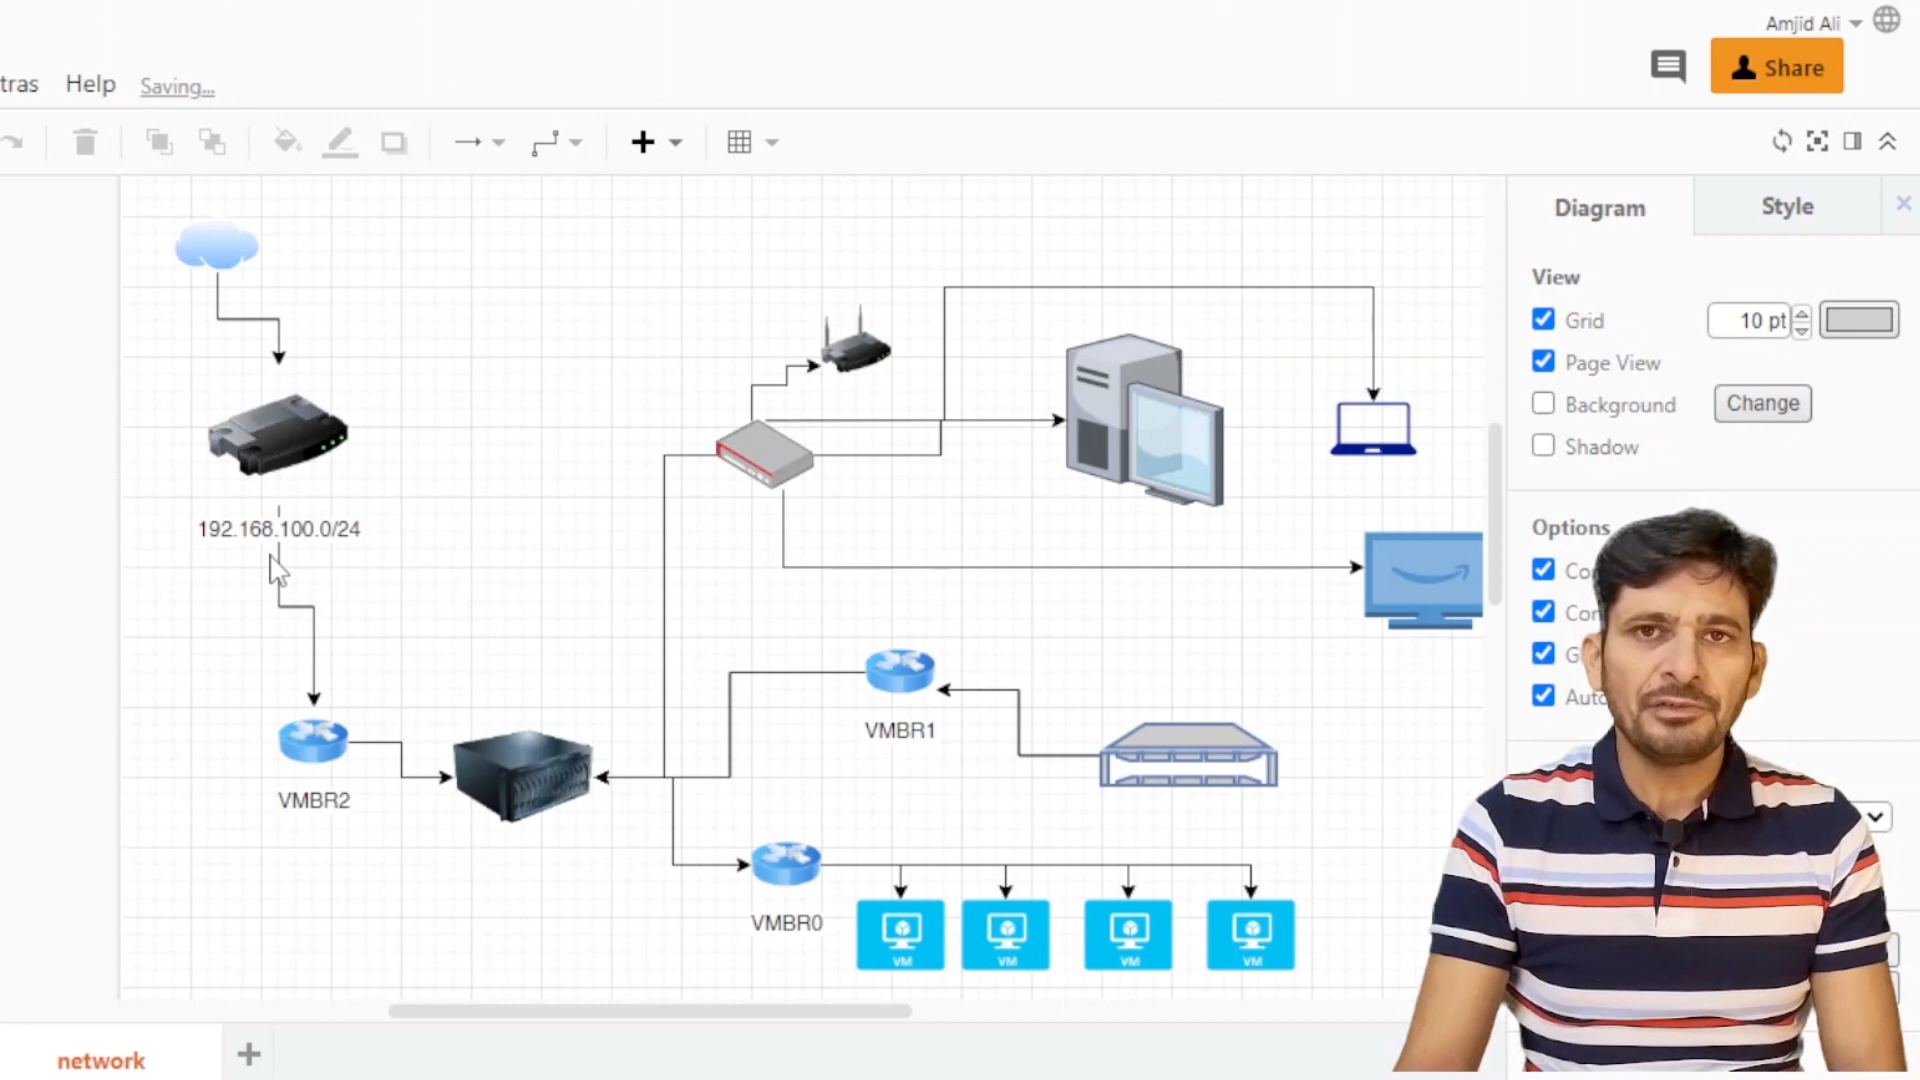 Amjid Ali
tras Help Saving...
Share
Diagram Style
View
Grid 10 pt
Page View
Background Change
Shadow
Options
192.168.100.0/24
VMBR1
VMBR2
VMBR0
VM VM VM VM
network